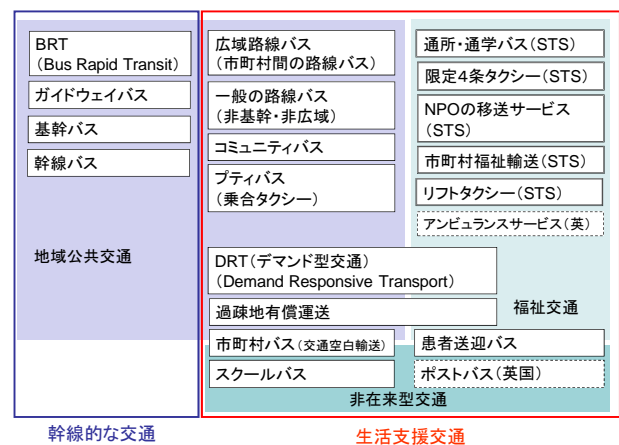 BRT
（Bus Rapid Transit）
ガイドウェイバス
基幹バス
幹線バス
地域公共交通
広域路線バス
（市町村間の路線バス）
一般の路線バス
（非基幹・非広域）
コミュニティバス
プティバス
（乗合タクシー）
通所・通学バス（STS）
限定4条タクシー（STS）
NPOの移送サービス
（STS）
市町村福祉輸送（STS）
リフトタクシー（STS）
アンビュランスサービス（英）
DRT（デマンド型交通）
（Demand Responsive Transport）
過疎地有償運送
福祉交通
市町村バス（交通空白輸送）
患者送迎バス
スクールバス
ポストバス（英国）
非在来型交通
幹線的な交通
生活支援交通